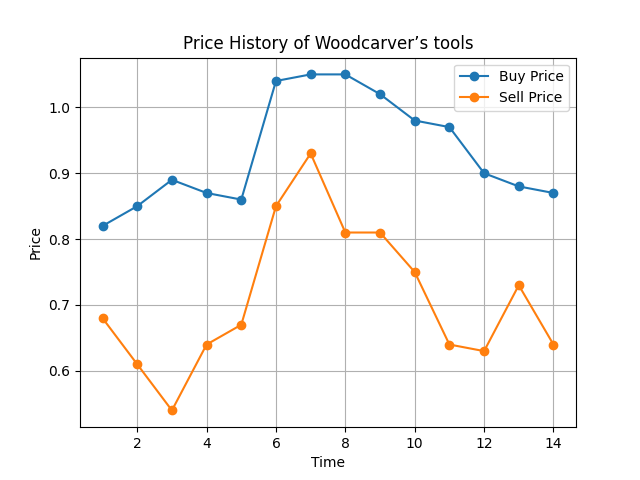 Price History of Woodcarver’s tools
Buy Price
Sell Price
Price
1.0
0.9
0.8
0.7
0.6
2 4 6 8 10 12 14
Time